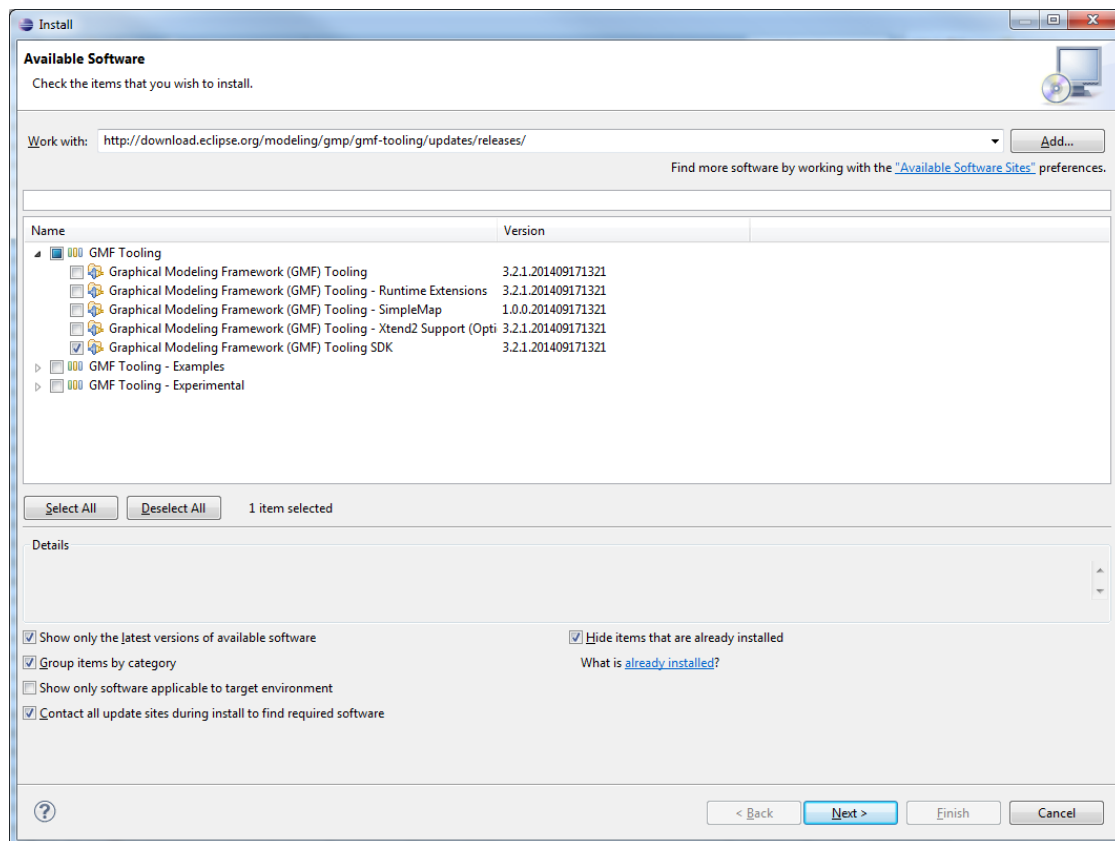 Install
Available Software
Check the items that you wish to install.
Work with: http://download.eclipse.org/modeling/gmp/gmf-tooling/updates/releases/ Add...
Find more software by working with the "Available Software Sites" preferences.
Name Version
GMF Tooling
Graphical Modeling Framework (GMF) Tooling 3.2.1.201409171321
Graphical Modeling Framework (GMF) Tooling - Runtime Extensions 3.2.1.201409171321
Graphical Modeling Framework (GMF) Tooling - SimpleMap 1.0.0.201409171321
Graphical Modeling Framework (GMF) Tooling - Xtend2 Support (Opti 3.2.1.201409171321
Graphical Modeling Framework (GMF) Tooling SDK 3.2.1.201409171321
GMF Tooling - Examples
GMF Tooling - Experimental
Select All Deselect All 1 item selected
Details
Show only the latest versions of available software Hide items that are already installed
Group items by category What is already installed?
Show only software applicable to target environment
Contact all update sites during install to find required software
? < Back Next > Finish Cancel